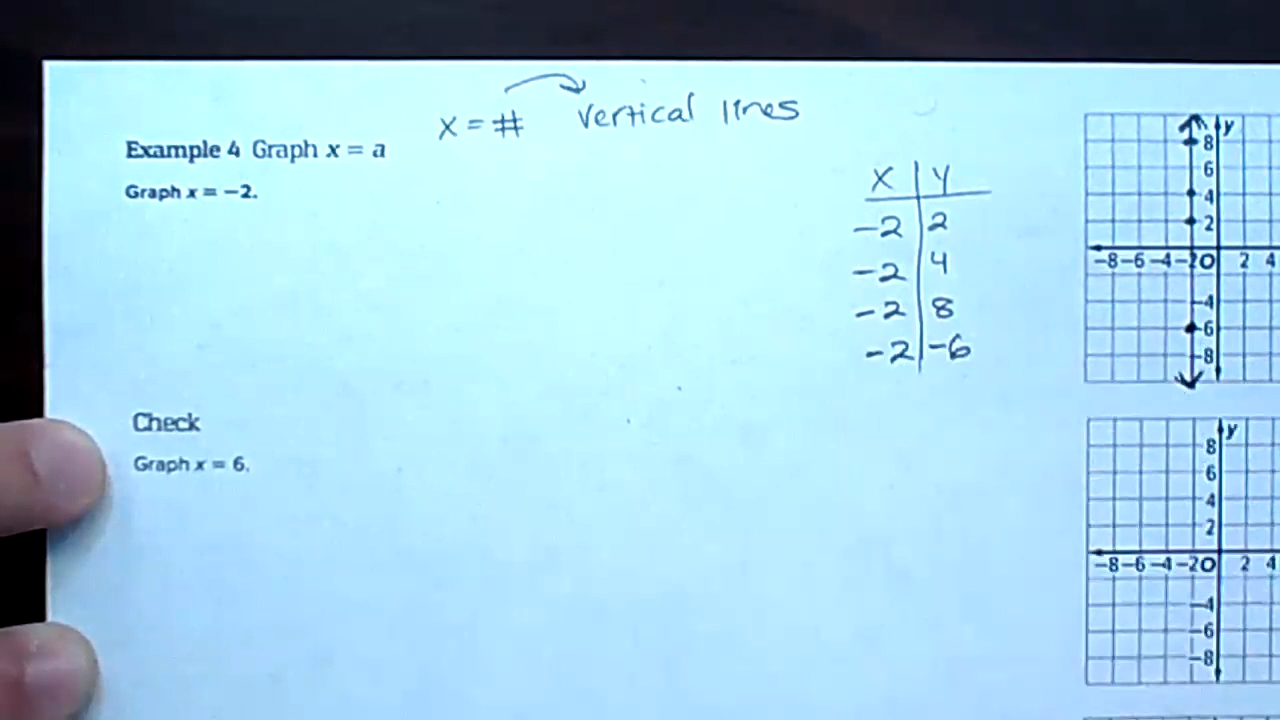 x = # vertical lines
Example 4 Graph x = a
Graph x = −2.
X | Y
-2 | 2
-2 | 4
-2 | 8
-2 | -6
y
8
6
4
2
−8 −6 −4 −2 O 2 4
−4
−6
−8
Check
Graph x = 6.
y
8
6
4
2
−8 −6 −4 −2 O 2 4
−4
−6
−8